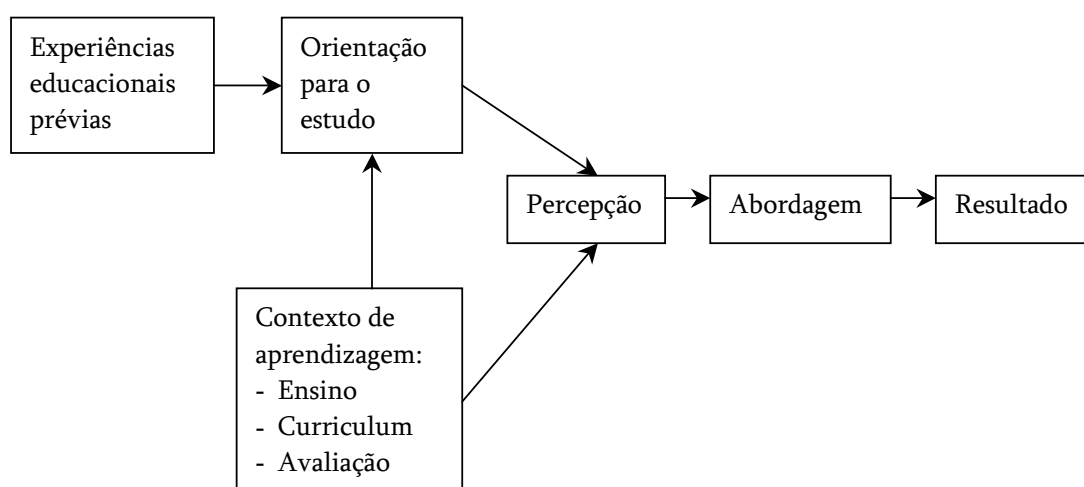 Experiências
educacionais
prévias
Orientação
para o
estudo
Percepção
Abordagem
Resultado
Contexto de
aprendizagem:
- Ensino
- Curriculum
- Avaliação